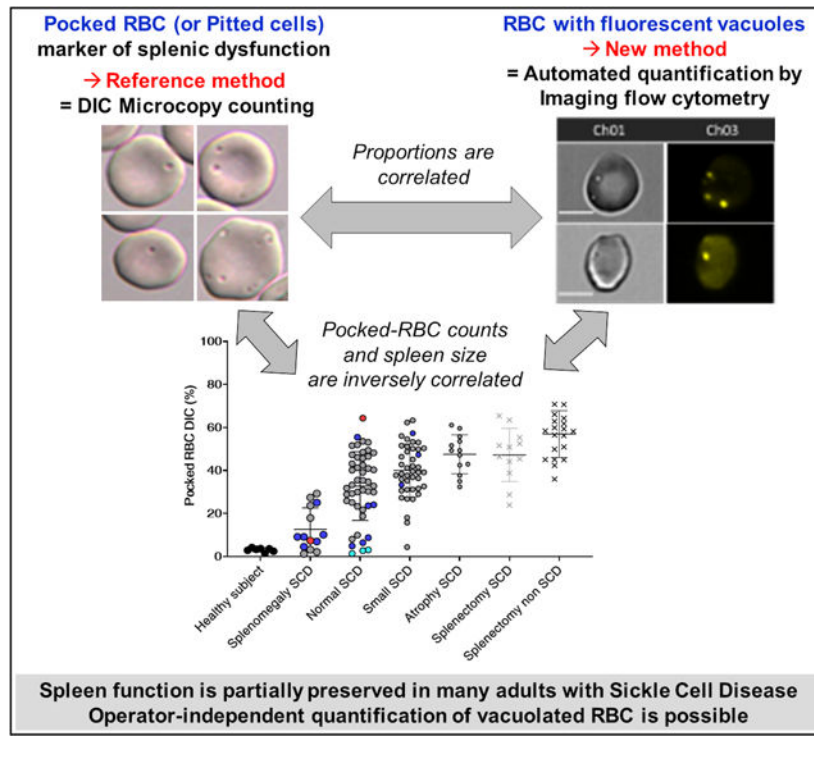 Pocked RBC (or Pitted cells)
marker of splenic dysfunction
→ Reference method
= DIC Microcopy counting
RBC with fluorescent vacuoles
→ New method
= Automated quantification by
Imaging flow cytometry
Ch01 Ch03
Proportions are
correlated
Pocked-RBC counts
and spleen size
are inversely correlated
Pocked RBC DIC (%)
100
80
60
40
20
0
Healthy subject
Splenomegaly SCD
Normal SCD
Small SCD
Atrophy SCD
Splenectomy SCD
Splenectomy non SCD
Spleen function is partially preserved in many adults with Sickle Cell Disease
Operator-independent quantification of vacuolated RBC is possible